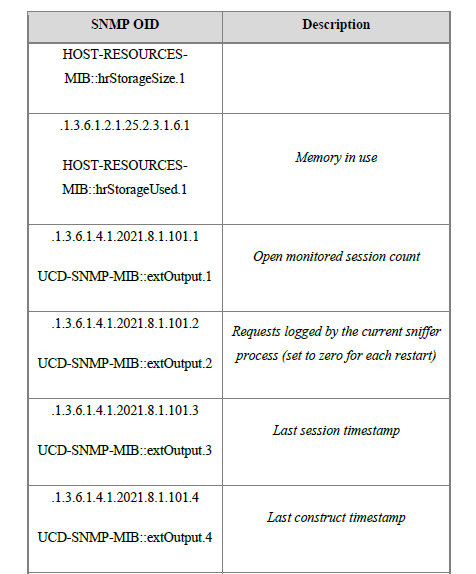 SNMP OID
Description
HOST-RESOURCES-
MIB::hrStorageSize.1
.1.3.6.1.2.1.25.2.3.1.6.1
HOST-RESOURCES-
MIB::hrStorageUsed.1
Memory in use
.1.3.6.1.4.1.2021.8.1.101.1
UCD-SNMP-MIB::extOutput.1
Open monitored session count
.1.3.6.1.4.1.2021.8.1.101.2
UCD-SNMP-MIB::extOutput.2
Requests logged by the current sniffer
process (set to zero for each restart)
.1.3.6.1.4.1.2021.8.1.101.3
UCD-SNMP-MIB::extOutput.3
Last session timestamp
.1.3.6.1.4.1.2021.8.1.101.4
UCD-SNMP-MIB::extOutput.4
Last construct timestamp